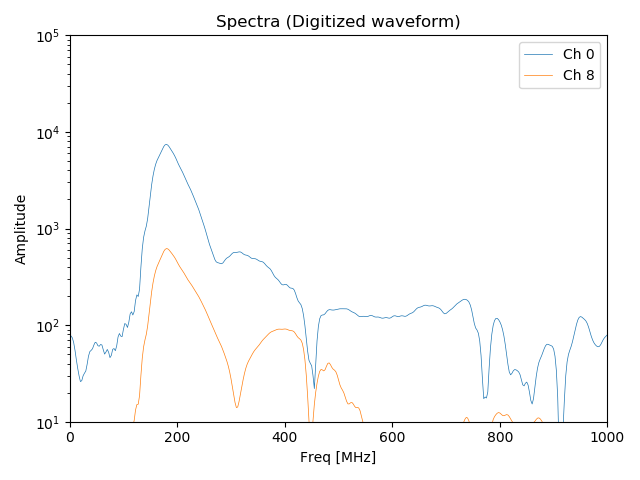 Spectra (Digitized waveform)
10^5
10^4
10^3
10^2
10^1
Amplitude
Ch 0
Ch 8
0 200 400 600 800 1000
Freq [MHz]